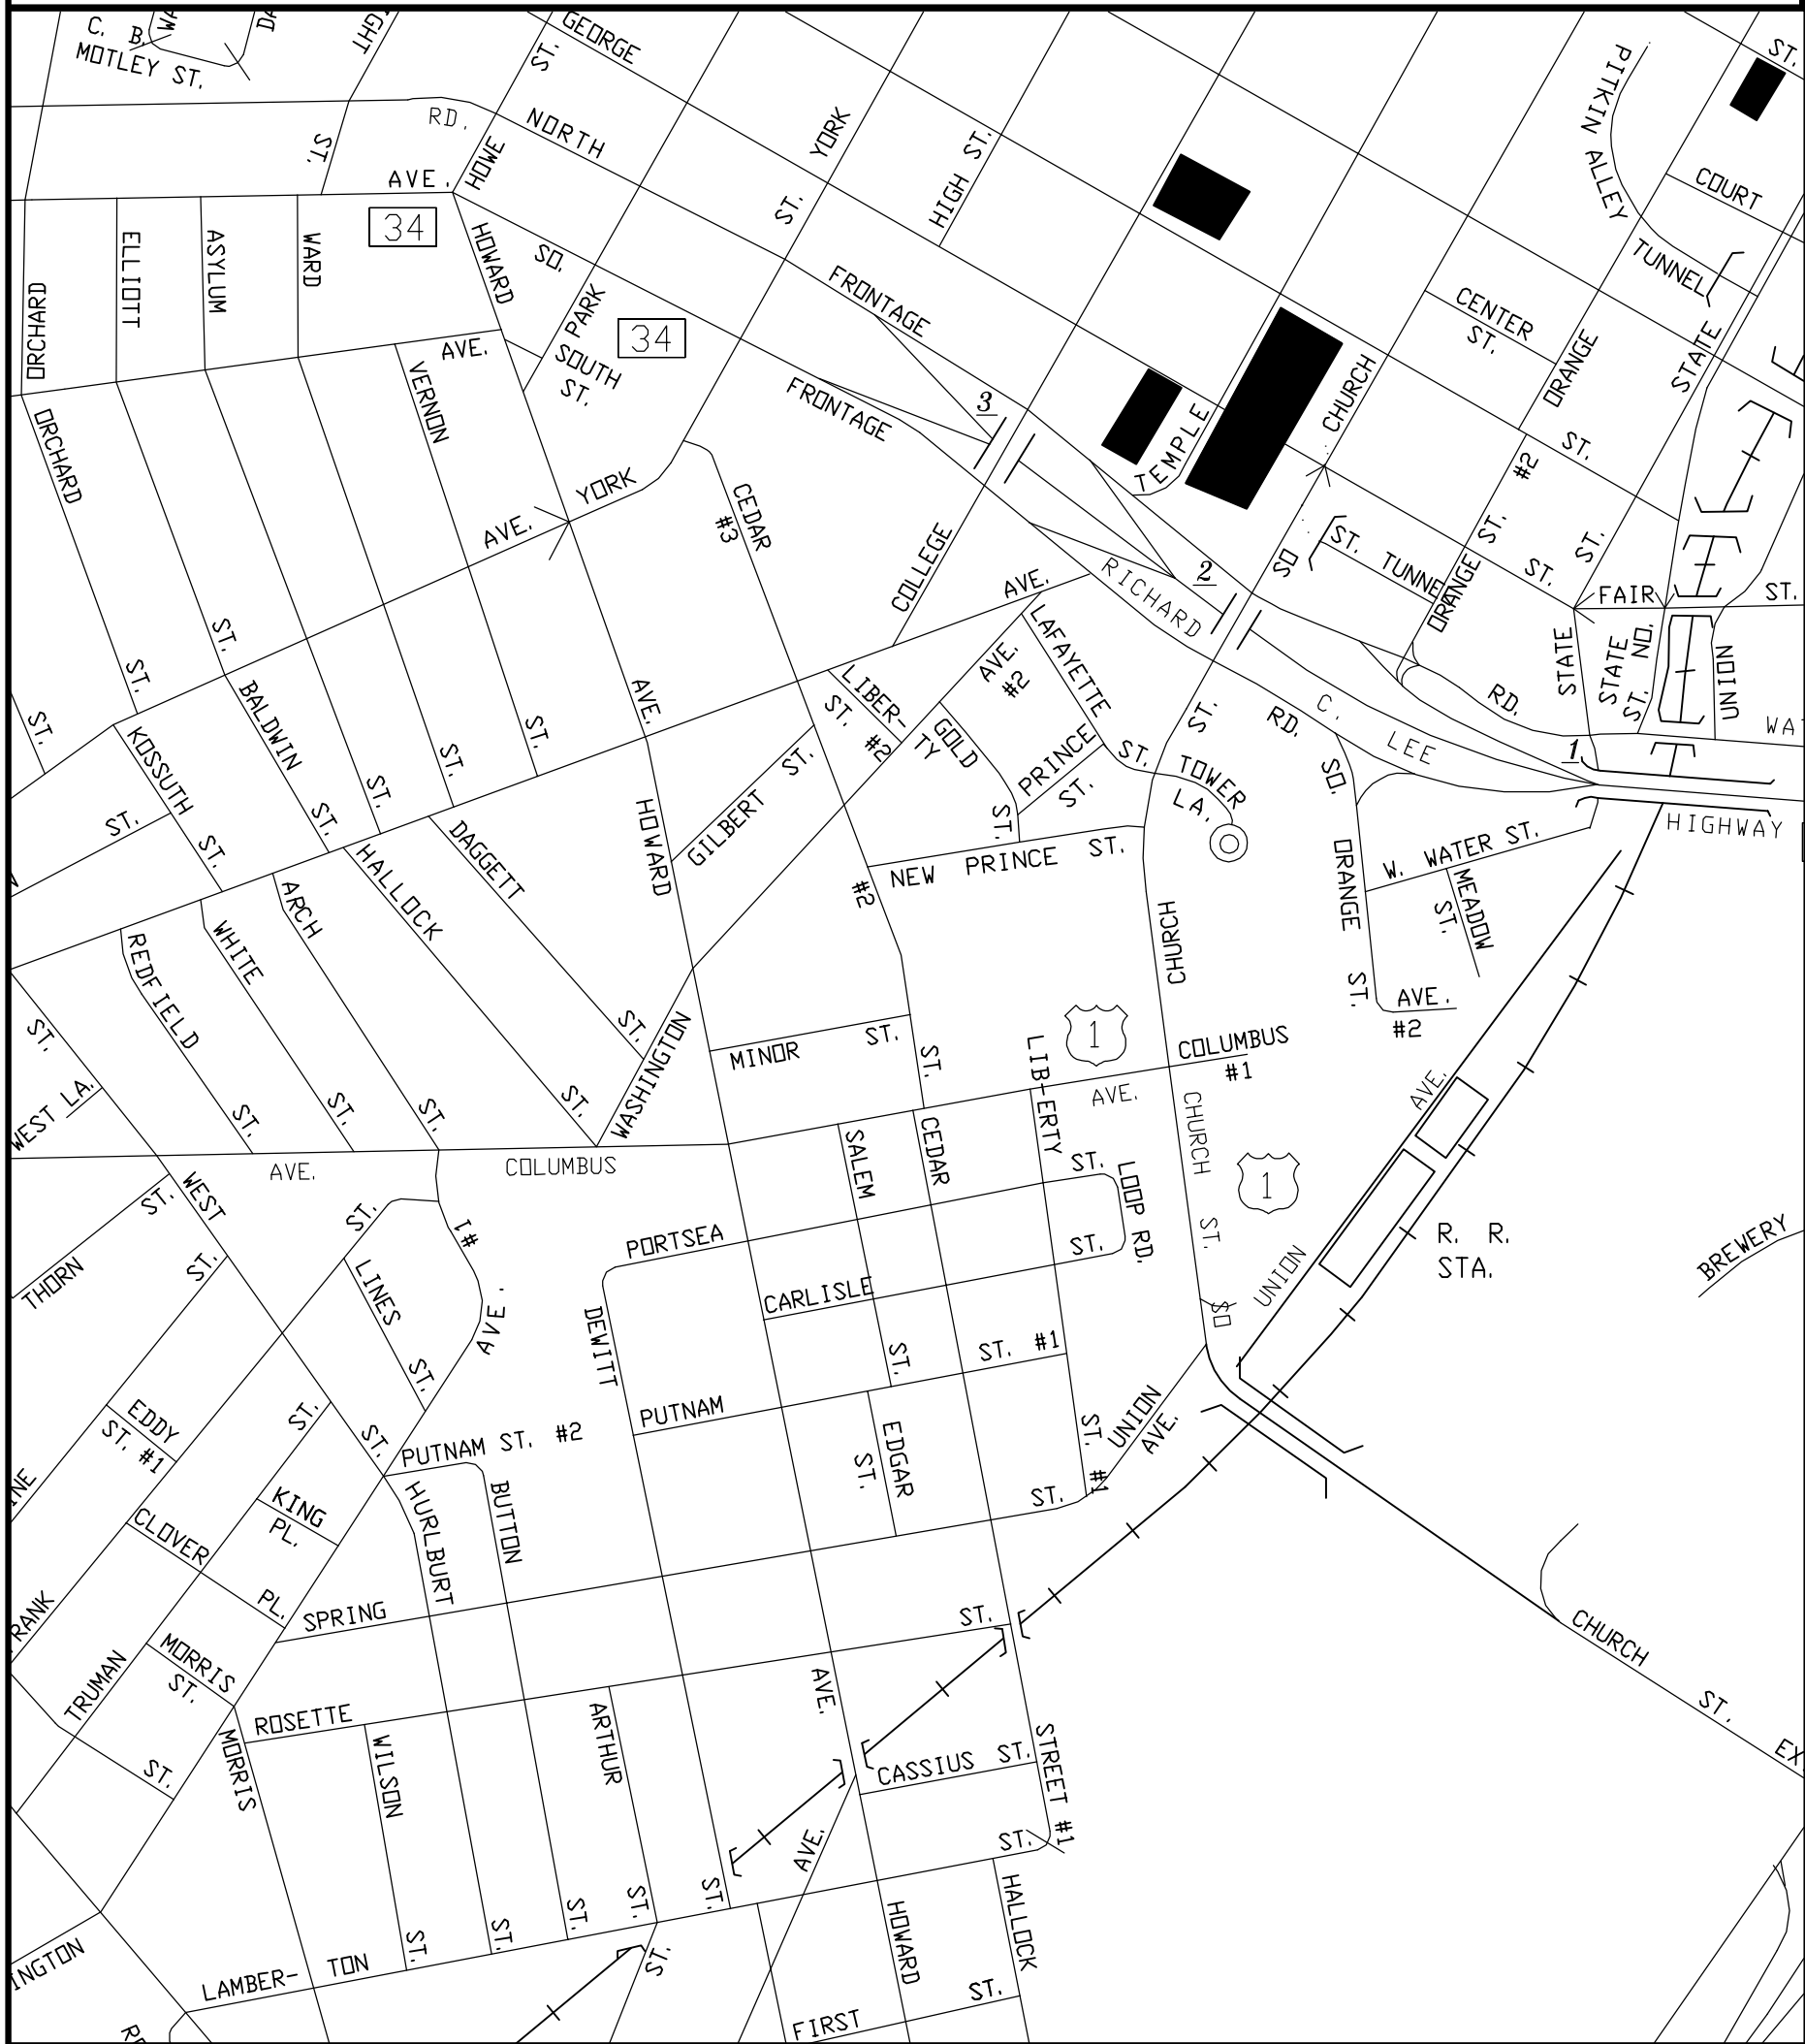 C. B.
MOTLEY ST.
ST.
GEORGE
ST.
PITKIN ALLEY
RD.
NORTH
YORK
ST.
HIGH ST.
COURT
AVE.
HOWE
34
ELLIOTT
ASYLUM
WARD
HOWARD
SO.
ST.
TUNNEL
ORCHARD
PARK
34
FRONTAGE
CENTER
ST.
STATE
AVE.
SOUTH
ST.
VERNON
FRONTAGE
3
CHURCH
ORANGE
#2
ST.
ORCHARD
TEMPLE
YORK
AVE.
CEDAR
#3
COLLEGE
SO
ST. TUNNE
ST.
ST.
ST.
RICHARD
2
AVE.
ORANGE
FAIR
ST.
LAFAYETTE
AVE.
#2
ST.
ST.
STATE
STATE
ST. NO.
UNION
ST.
KOSSUTH
BALDWIN
ST.
AVE.
LIBER-
TY
ST. #2
GOLD
ST.
PRINCE
ST.
ST.
ST.
RD.
C.
LEE
RD.
WA
1
TOWER
LA.
SO.
ORANGE
ST.
HIGHWAY
ST.
ST.
ST.
ST.
ST.
HOWARD
GILBERT ST.
NEW PRINCE ST.
#2
W. WATER ST.
MEADOW
ST.
DAGGETT
HALLOCK
ARCH
WHITE
REDFIELD
CHURCH
AVE.
#2
ST.
1
ST.
WASHINGTON
MINOR ST.
ST.
LIB-ERTY
COLUMBUS
#1
AVE.
AVE.
WEST LA.
ST.
ST.
ST.
ST.
AVE.
COLUMBUS
SALEM
CEDAR
CHURCH
ST.
SO
1
THORN
ST.
WEST
ST.
ST.
#1
AVE.
PORTSEA
ST.
LOOP RD.
CARLISLE
ST.
UNION
R. R.
STA.
BREWERY
LINES
ST.
DEWITT
ST.
ST. #1
PUTNAM
EDDY
ST. #1
ST.
ST.
PUTNAM ST. #2
EDGAR
ST.
ST. #1
UNION
AVE.
KING
PL.
CLOVER
PL.
HURLBURT
BUTTON
ST.
SPRING
ST.
CHURCH
ST.
TRUMAN
MORRIS
ST.
ROSETTE
AVE.
MORRIS
WILSON
ARTHUR
CASSIUS ST.
STREET #1
ST.
AVE.
ST.
ST.
ST.
ST.
ST.
ST.
ST.
HALLOCK
HOWARD
LAMBER- TON
ST.
FIRST